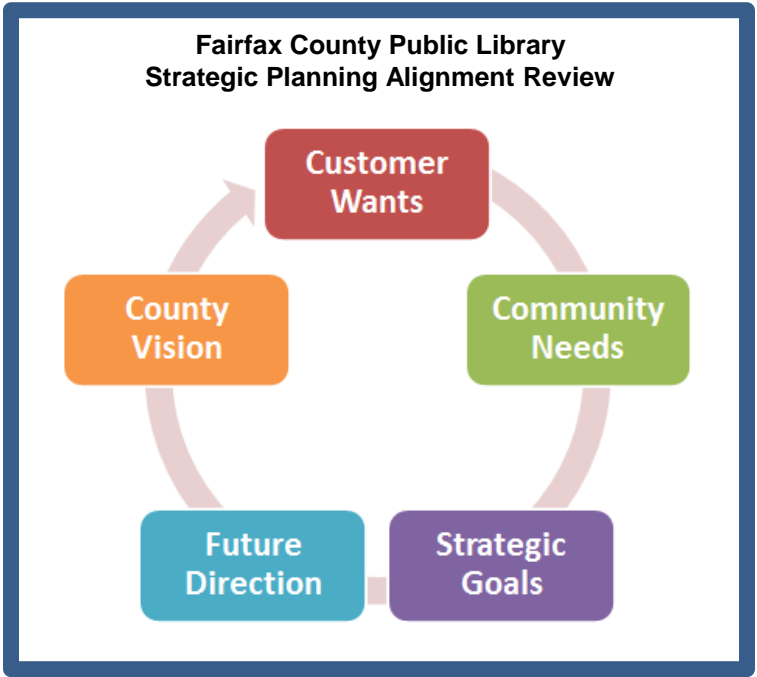 Fairfax County Public Library
Strategic Planning Alignment Review
Customer
Wants
Community
Needs
Strategic
Goals
Future
Direction
County
Vision